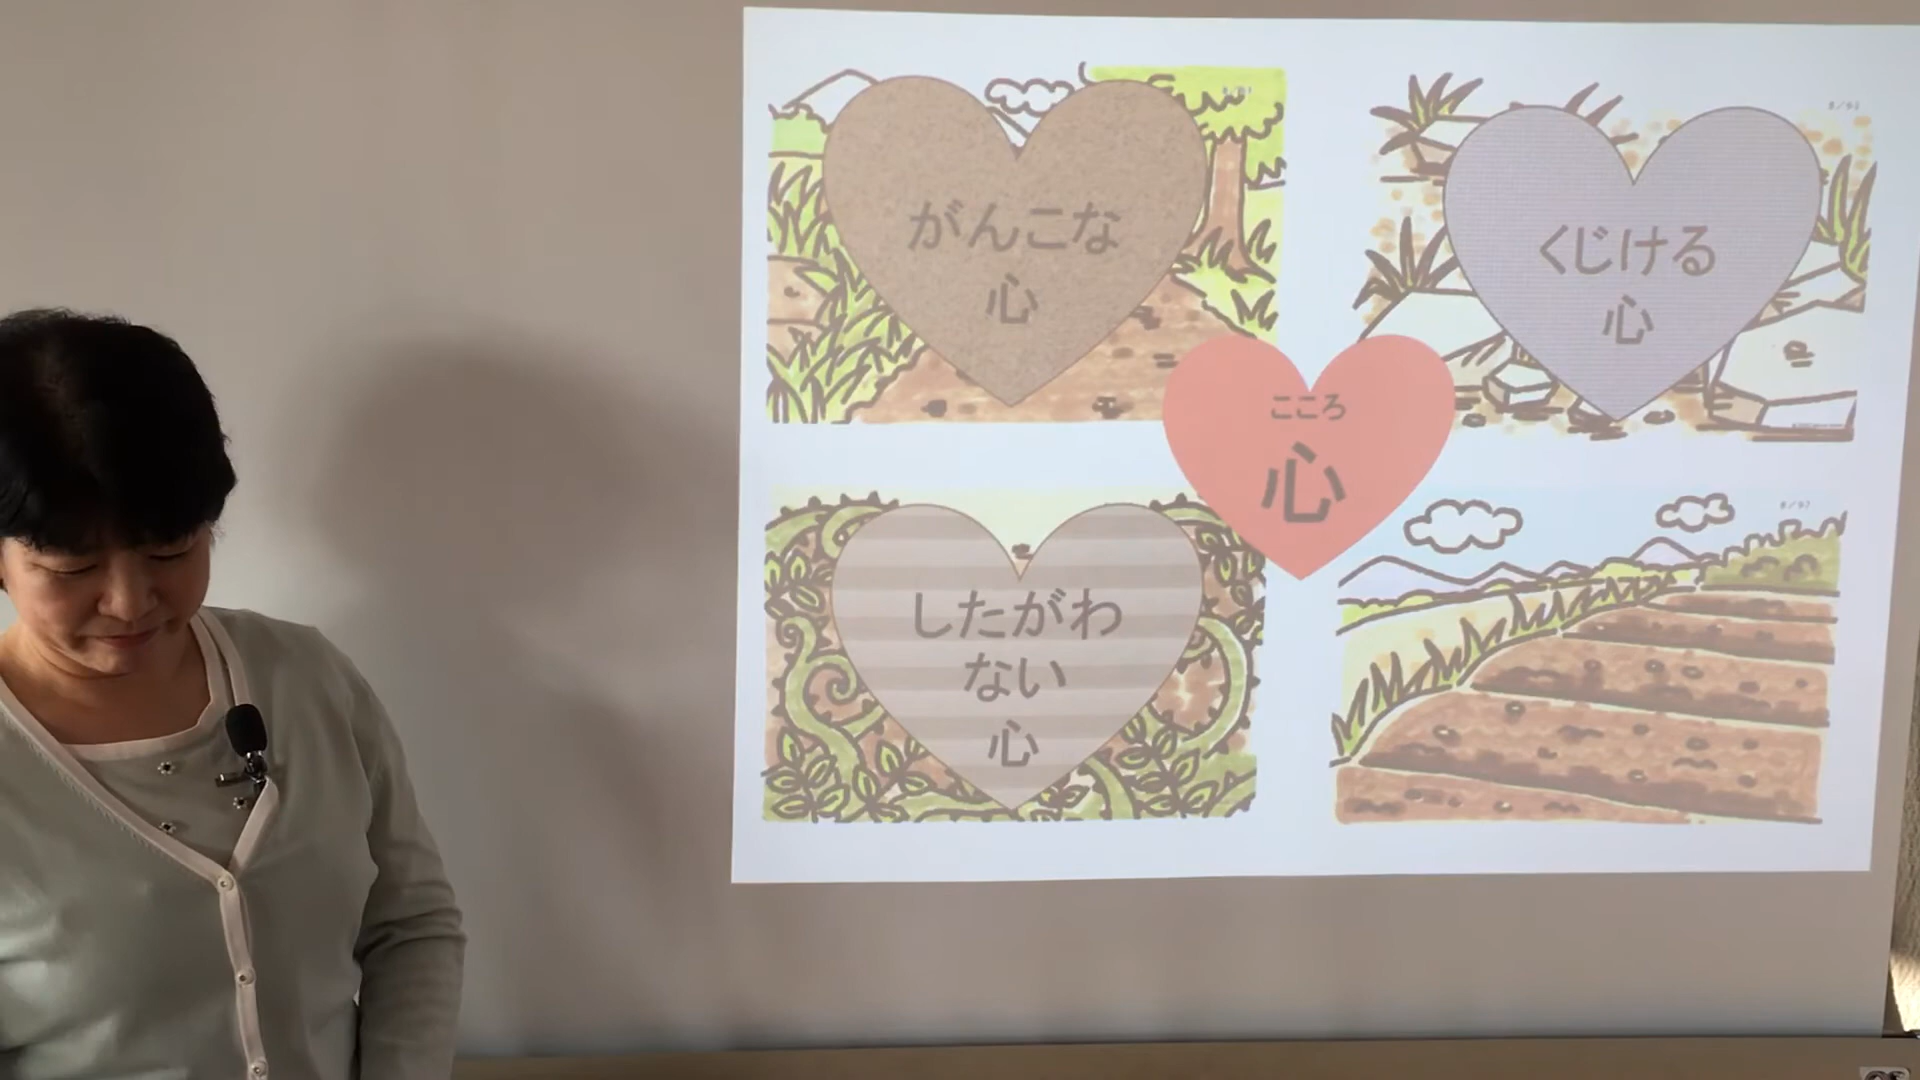 がんこな
心
くじける
心
こころ
心
したがわ
ない
心